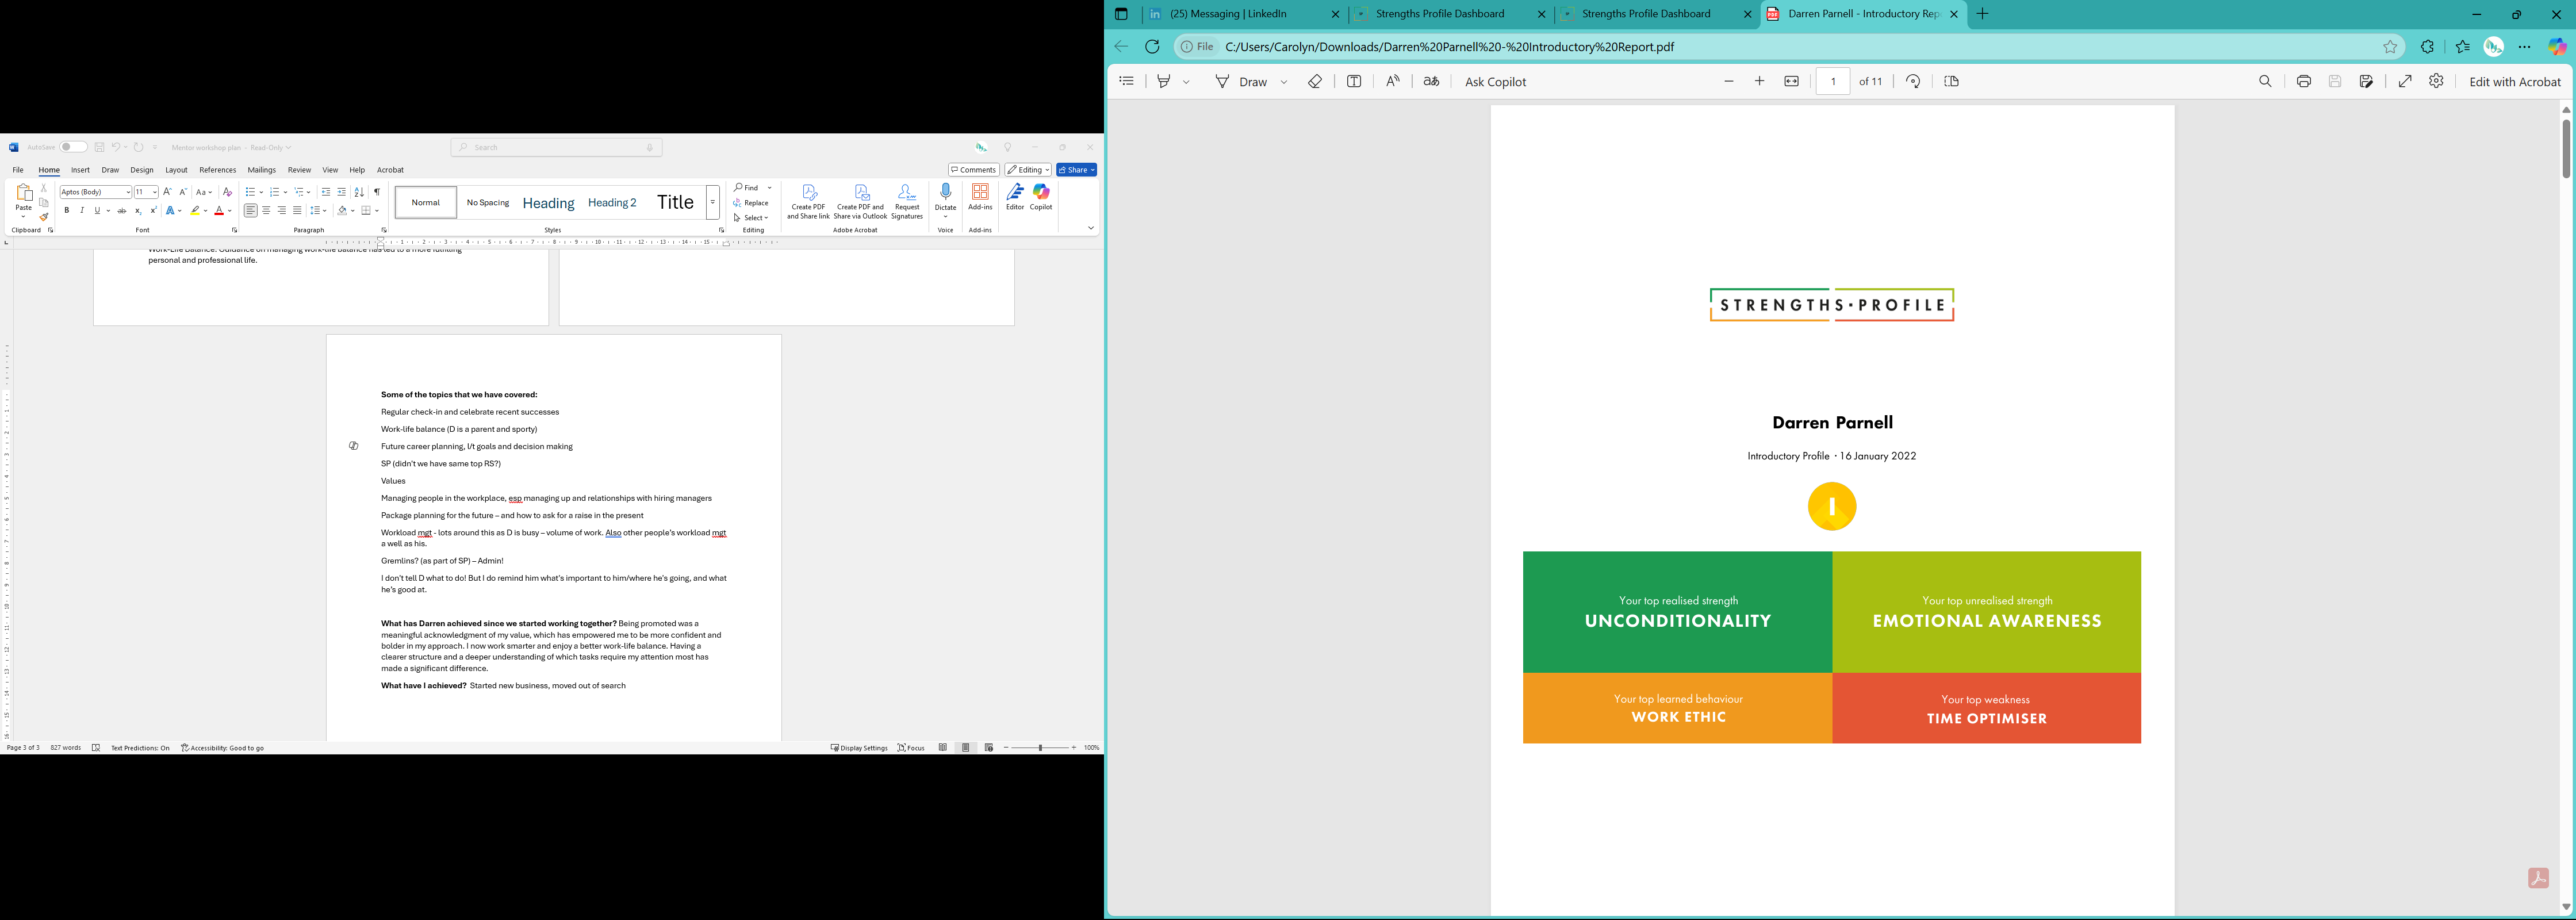 AutoSave
Mentor workshop plan. - Read-Only
Search
File Home Insert Draw Design Layout References Mailings Review View Help Acrobat
Comments Editing Share
Paste
Aptos (Body) 11
Normal No Spacing Heading Heading 2 Title
Find
Replace
Select
Create PDF and Share link
Create PDF and Share via Outlook
Request Signatures
Dictate
Add-ins
Editor
Copilot
Clipboard Font Paragraph Styles Editing Adobe Acrobat Voice Add-ins
Work-Life Balance: Guidance on managing work-life balance has led to a more fulfilling
personal and professional life.
Some of the topics that we have covered:
Regular check-in and celebrate recent successes
Work-life balance (D is a parent and sporty)
Future career planning, l/t goals and decision making
SP (didn't we have same top RS?)
Values
Managing people in the workplace, esp managing up and relationships with hiring managers
Package planning for the future – and how to ask for a raise in the present
Workload mgt - lots around this as D is busy – volume of work. Also other people's workload mgt
a well as his.
Gremlins? (as part of SP) – Admin!
I don't tell D what to do! But I do remind him what's important to him/where he's going, and what
he's good at.
What has Darren achieved since we started working together? Being promoted was a
meaningful acknowledgment of my value, which has empowered me to be more confident and
bolder in my approach. I now work smarter and enjoy a better work-life balance. Having a
clearer structure and a deeper understanding of which tasks require my attention most has
made a significant difference.
What have I achieved? Started new business, moved out of search
Page 3 of 3 827 words Text Predictions: On Accessibility: Good to go
Display Settings Focus 100%
(25) Messaging | LinkedIn
Strengths Profile Dashboard
Strengths Profile Dashboard
Darren Parnell - Introductory Rep
File C:/Users/Carolyn/Downloads/Darren%20Parnell%20-%20Introductory%20Report.pdf
Draw Ask Copilot 1 of 11 Edit with Acrobat
STRENGTHS·PROFILE
Darren Parnell
Introductory Profile · 16 January 2022
I
Your top realised strength
UNCONDITIONALITY
Your top unrealised strength
EMOTIONAL AWARENESS
Your top learned behaviour
WORK ETHIC
Your top weakness
TIME OPTIMISER